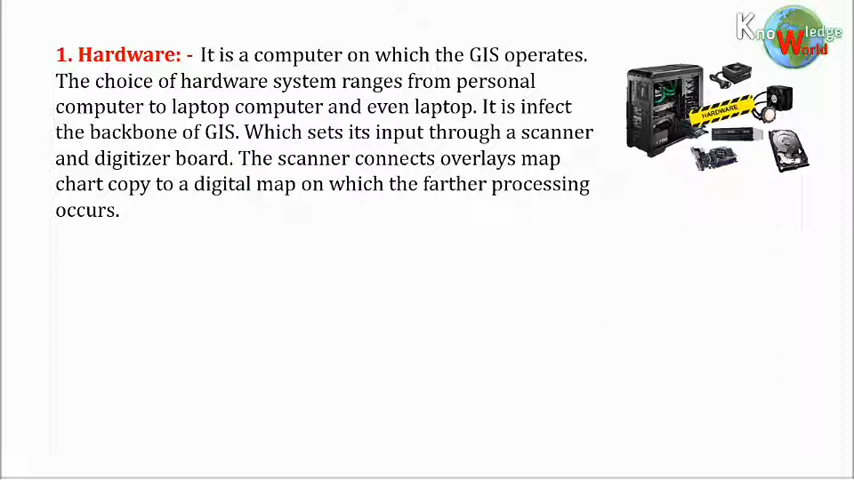 Knowledge
World
1. Hardware: - It is a computer on which the GIS operates.
The choice of hardware system ranges from personal
computer to laptop computer and even laptop. It is infect
the backbone of GIS. Which sets its input through a scanner
and digitizer board. The scanner connects overlays map
chart copy to a digital map on which the farther processing
occurs.
HARDWARE